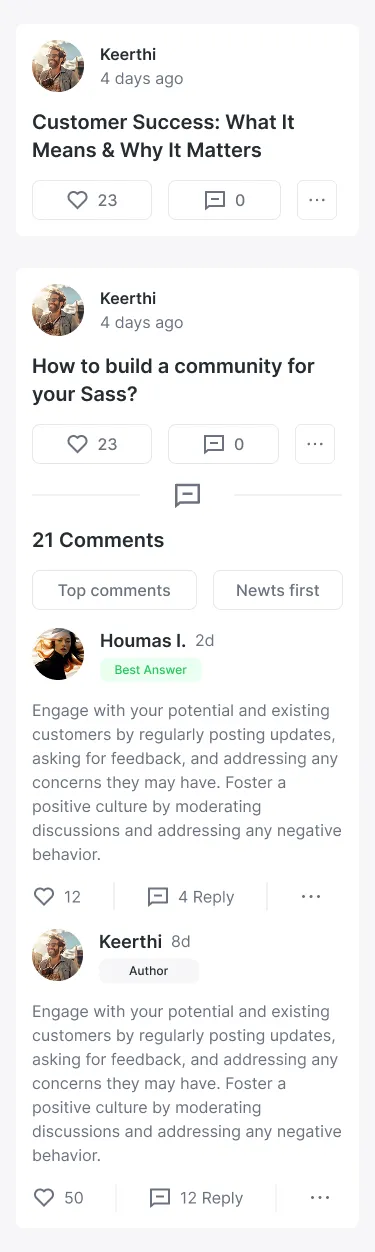 Keerthi
4 days ago
Customer Success: What It
Means & Why It Matters
23
0
Keerthi
4 days ago
How to build a community for
your Sass?
23
0
21 Comments
Top comments
Newts first
Houmas I. 2d
Best Answer
Engage with your potential and existing
customers by regularly posting updates,
asking for feedback, and addressing any
concerns they may have. Foster a
positive culture by moderating
discussions and addressing any negative
behavior.
12
4 Reply
Keerthi 8d
Author
Engage with your potential and existing
customers by regularly posting updates,
asking for feedback, and addressing any
concerns they may have. Foster a
positive culture by moderating
discussions and addressing any negative
behavior.
50
12 Reply